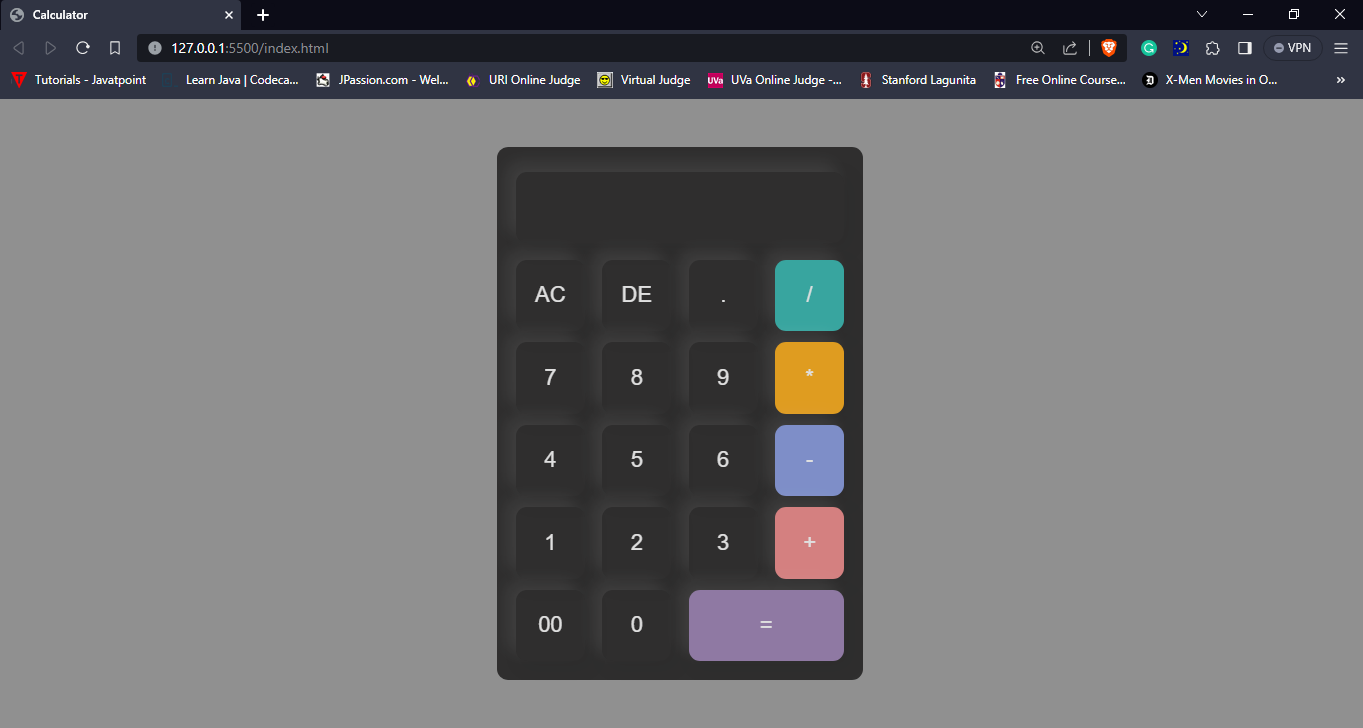 Calculator
127.0.0.1:5500/index.html
VPN
Tutorials - Javatpoint Learn Java | Codeca... JPassion.com - Wel... URI Online Judge Virtual Judge UVa UVa Online Judge -... Stanford Lagunita Free Online Course... X-Men Movies in O... »
AC DE . /
7 8 9 *
4 5 6 -
1 2 3 +
00 0 =